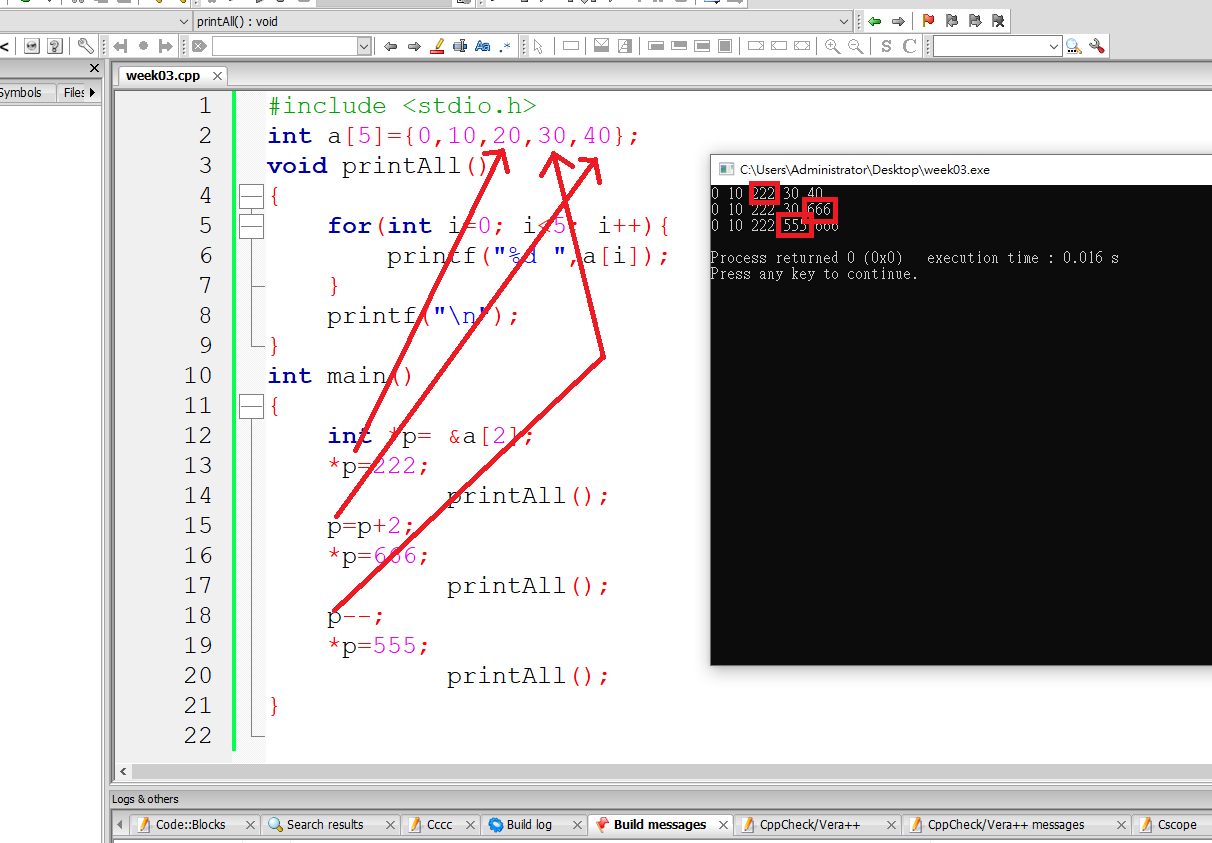 printAll() : void
S C
Symbols Files
week03.cpp
1 #include <stdio.h>
2 int a[5]={0,10,20,30,40};
3 void printAll()
4 {
5 for(int i=0; i<5; i++){
6 printf("%d ",a[i]);
7 }
8 printf("\n");
9 }
10 int main()
11 {
12 int *p= &a[2];
13 *p=222;
14 printAll();
15 p=p+2;
16 *p=666;
17 printAll();
18 p--;
19 *p=555;
20 printAll();
21 }
22
C:\Users\Administrator\Desktop\week03.exe
0 10 222 30 40
0 10 222 30 666
0 10 222 555 666
Process returned 0 (0x0) execution time : 0.016 s
Press any key to continue.
Logs & others
Code::Blocks Search results Cccc Build log Build messages CppCheck/Vera++ CppCheck/Vera++ messages Cscope